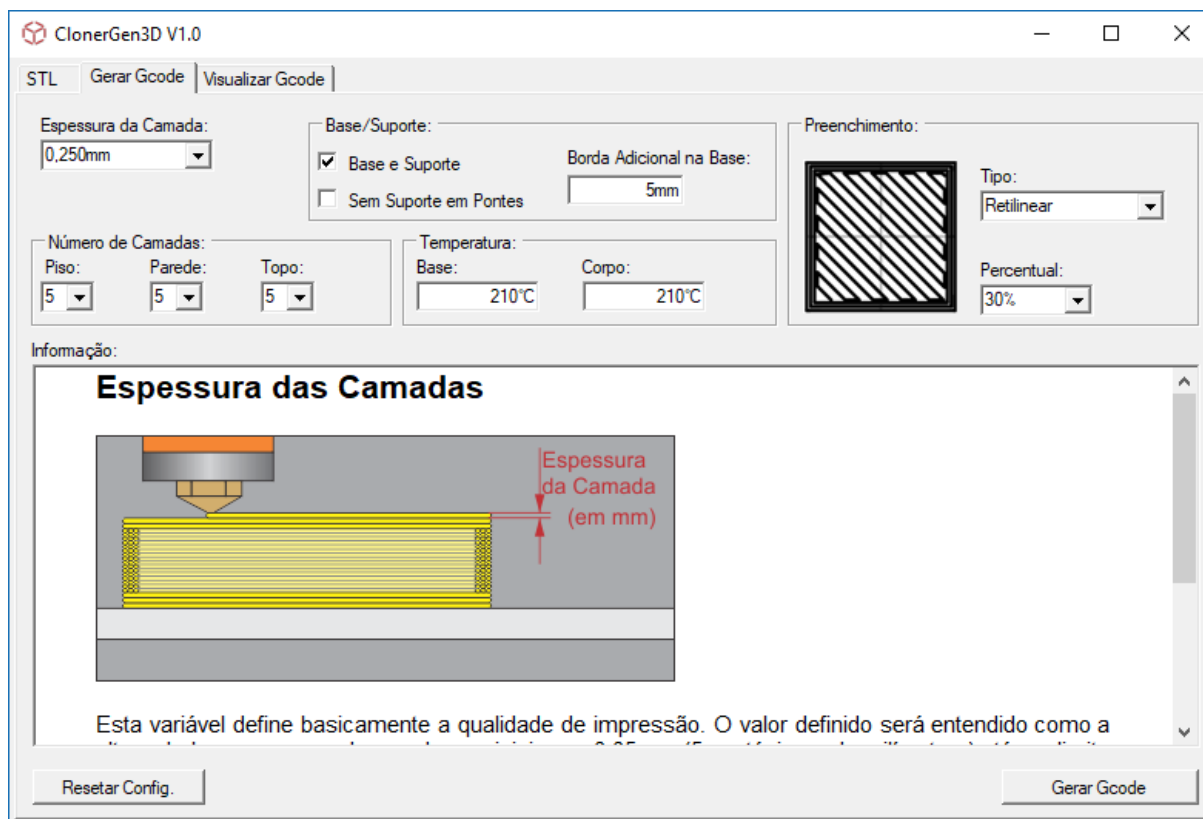 ClonerGen3D V1.0
STL Gerar Gcode Visualizar Gcode
Espessura da Camada:
0,250mm
Base/Suporte:
Base e Suporte
Sem Suporte em Pontes
Borda Adicional na Base:
5mm
Preenchimento:
Tipo:
Retilinear
Percentual:
30%
Número de Camadas:
Piso: Parede: Topo:
5 5 5
Temperatura:
Base: Corpo:
210°C 210°C
Informação:
Espessura das Camadas
Espessura
da Camada
(em mm)
Esta variável define basicamente a qualidade de impressão. O valor definido será entendido como a
Resetar Config. Gerar Gcode